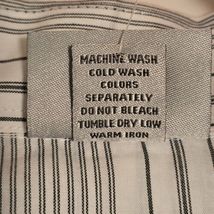 MACHINE WASH
COLD WASH
COLORS
SEPARATELY
DO NOT BLEACH
TUMBLE DRY LOW
WARM IRON